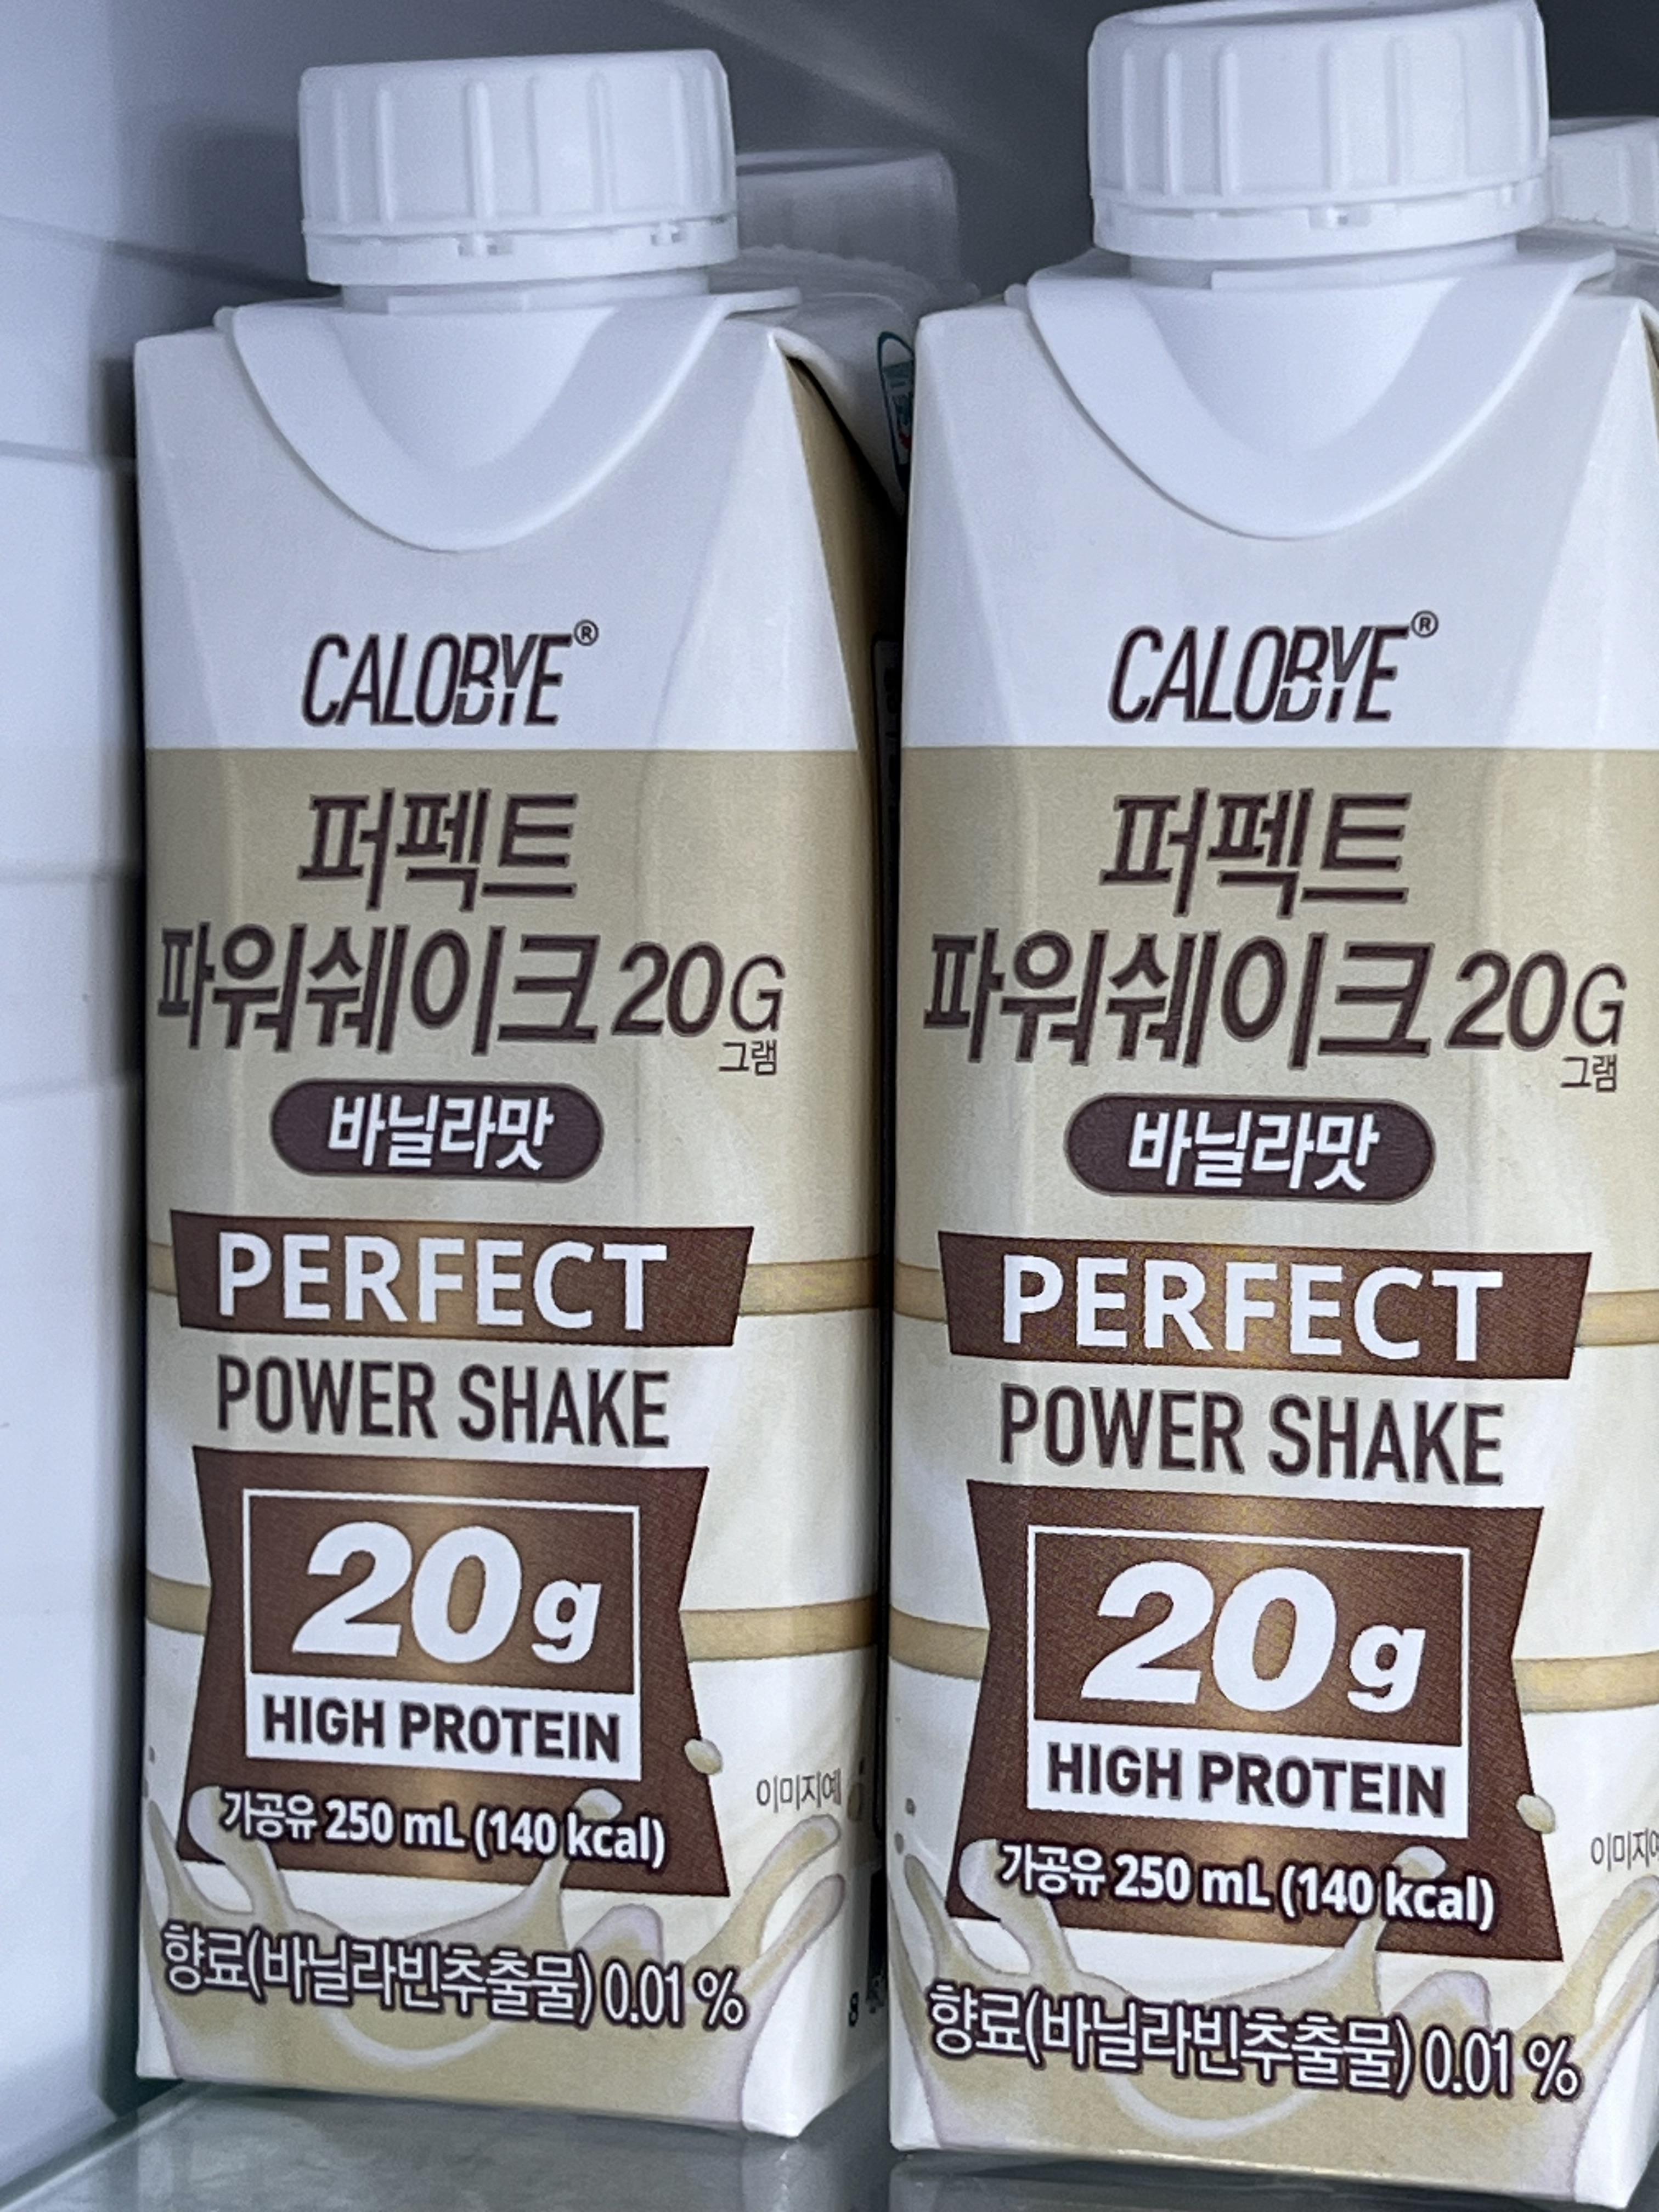 CALOBYE®
퍼펙트
파워쉐이크 20G
그램
바닐라맛
PERFECT
POWER SHAKE
20g
HIGH PROTEIN
이미지예
가공유 250 mL (140 kcal)
향료(바닐라빈추출물) 0.01 %
CALOBYE®
퍼펙트
파워쉐이크 20G
그램
바닐라맛
PERFECT
POWER SHAKE
20g
HIGH PROTEIN
가공유 250 mL (140 kcal)
향료(바닐라빈추출물) 0.01 %